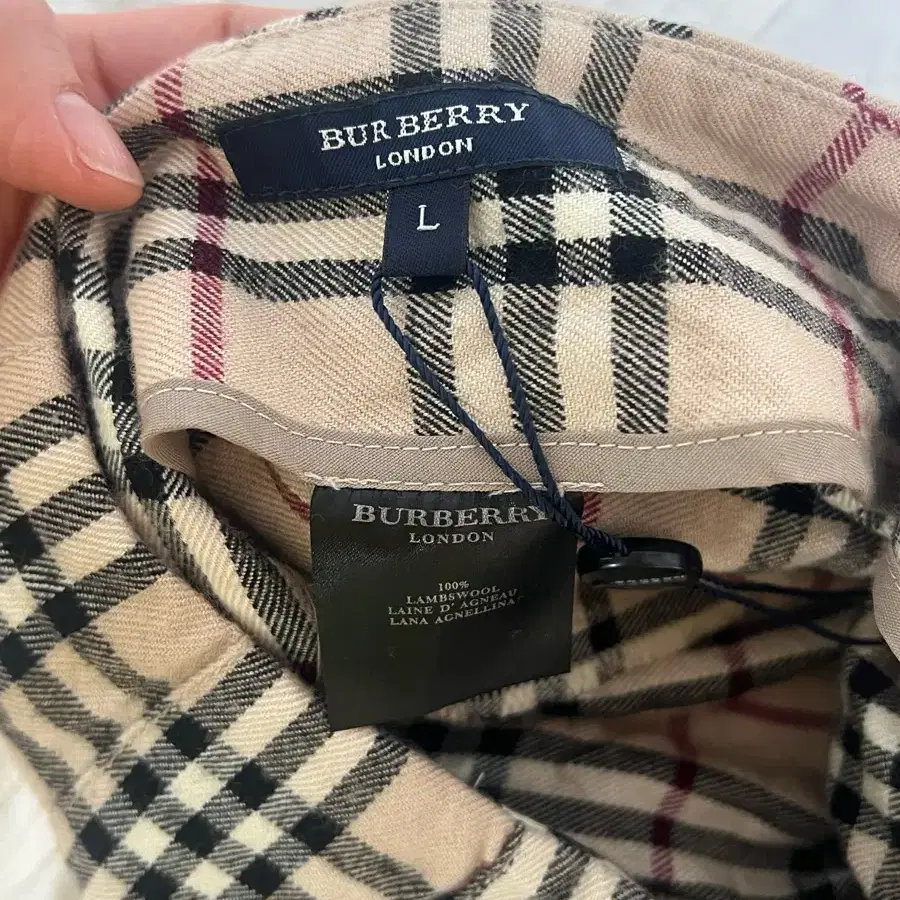 BURBERRY
LONDON
L
BURBERRY
LONDON
100%
LAMBSWOOL
LAINE D' AGNEAU
LANA AGNELLINA